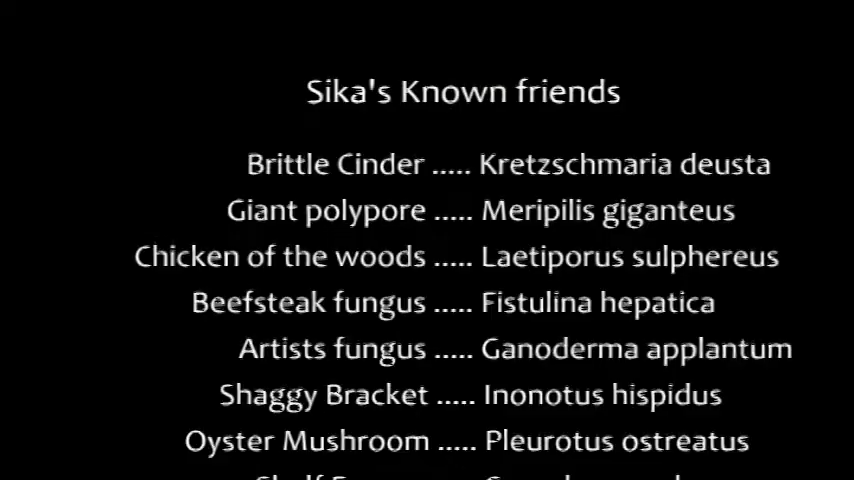 Sika's Known friends
Brittle Cinder ..... Kretzschmaria deusta
Giant polypore ..... Meripilis giganteus
Chicken of the woods ..... Laetiporus sulphereus
Beefsteak fungus ..... Fistulina hepatica
Artists fungus ..... Ganoderma applantum
Shaggy Bracket ..... Inonotus hispidus
Oyster Mushroom ..... Pleurotus ostreatus